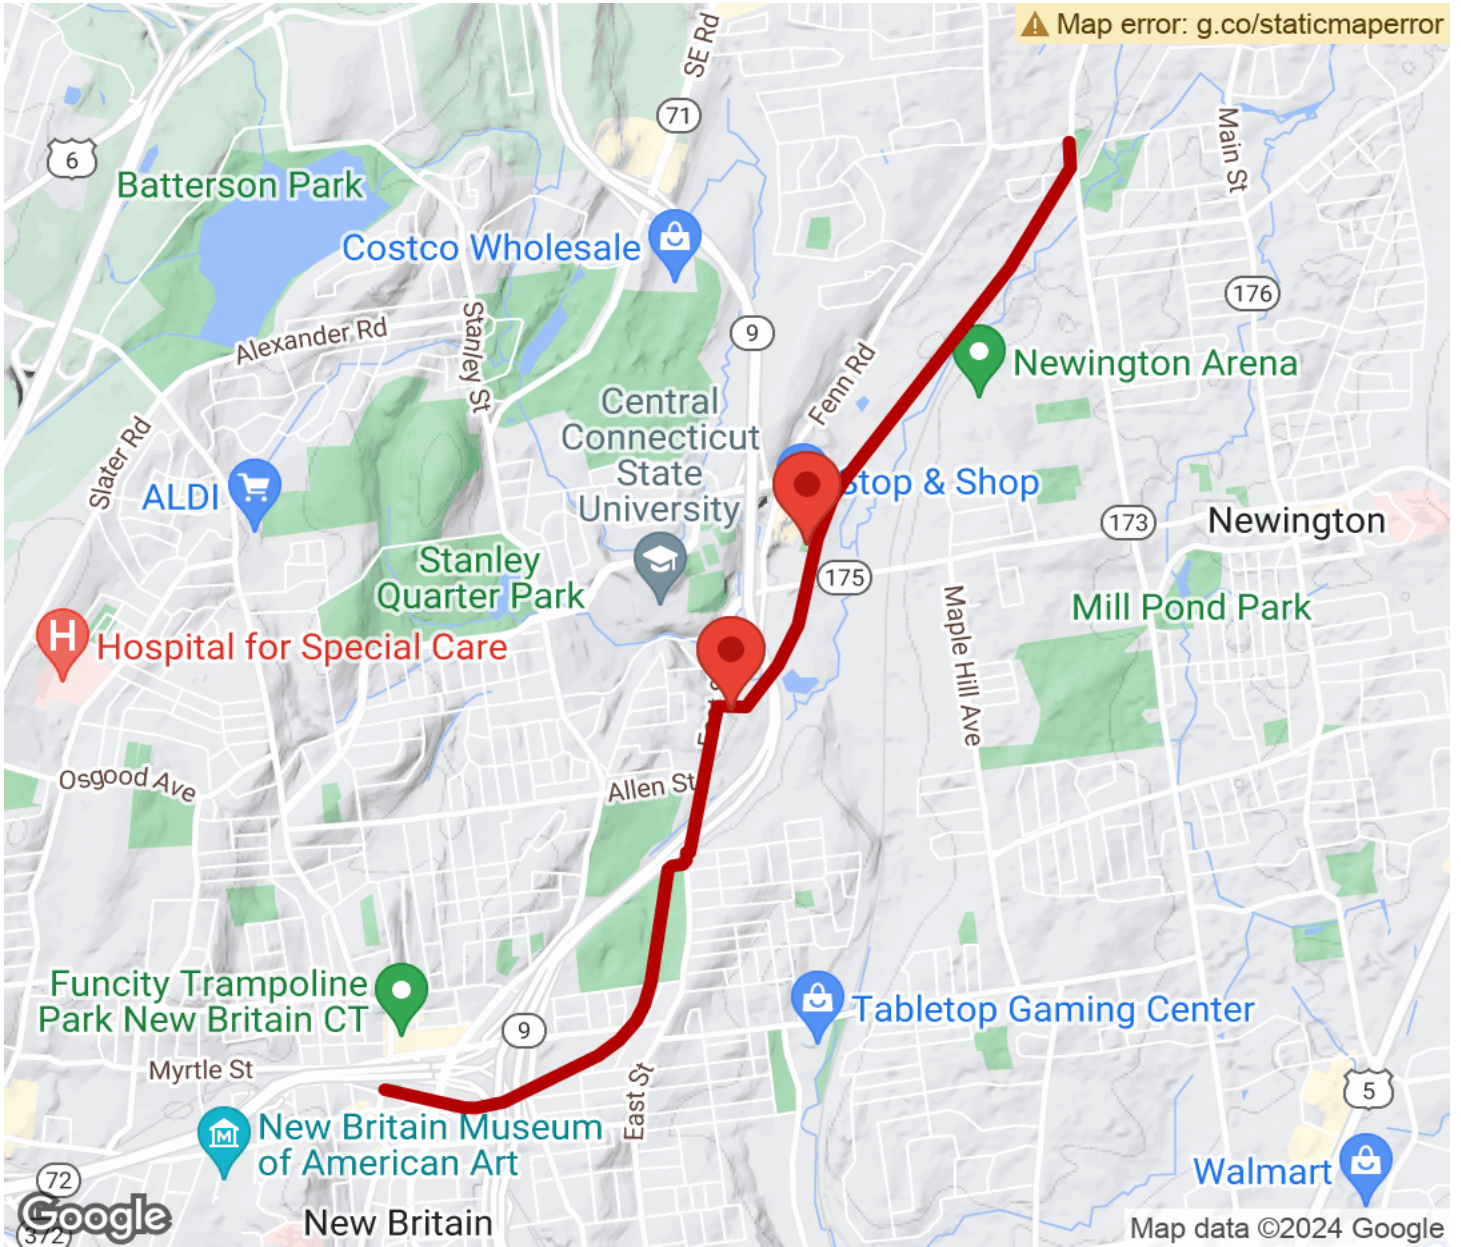 Map error: g.co/staticmaperror
SE Rd
71
6
Main St
Batterson Park
Costco Wholesale
176
Stanley St
9
Alexander Rd
Newington Arena
Fenn Rd
Central
Connecticut
State
University
Slater Rd
ALDI
Stop & Shop
173
Newington
Stanley
Quarter Park
175
Mill Pond Park
H
Hospital for Special Care
Maple Hill Ave
Osgood Ave
Allen St
Funcity Trampoline
Park New Britain CT
Tabletop Gaming Center
9
Myrtle St
East St
5
M
New Britain Museum
of American Art
Walmart
72
Google
New Britain
372
Map data ©2024 Google